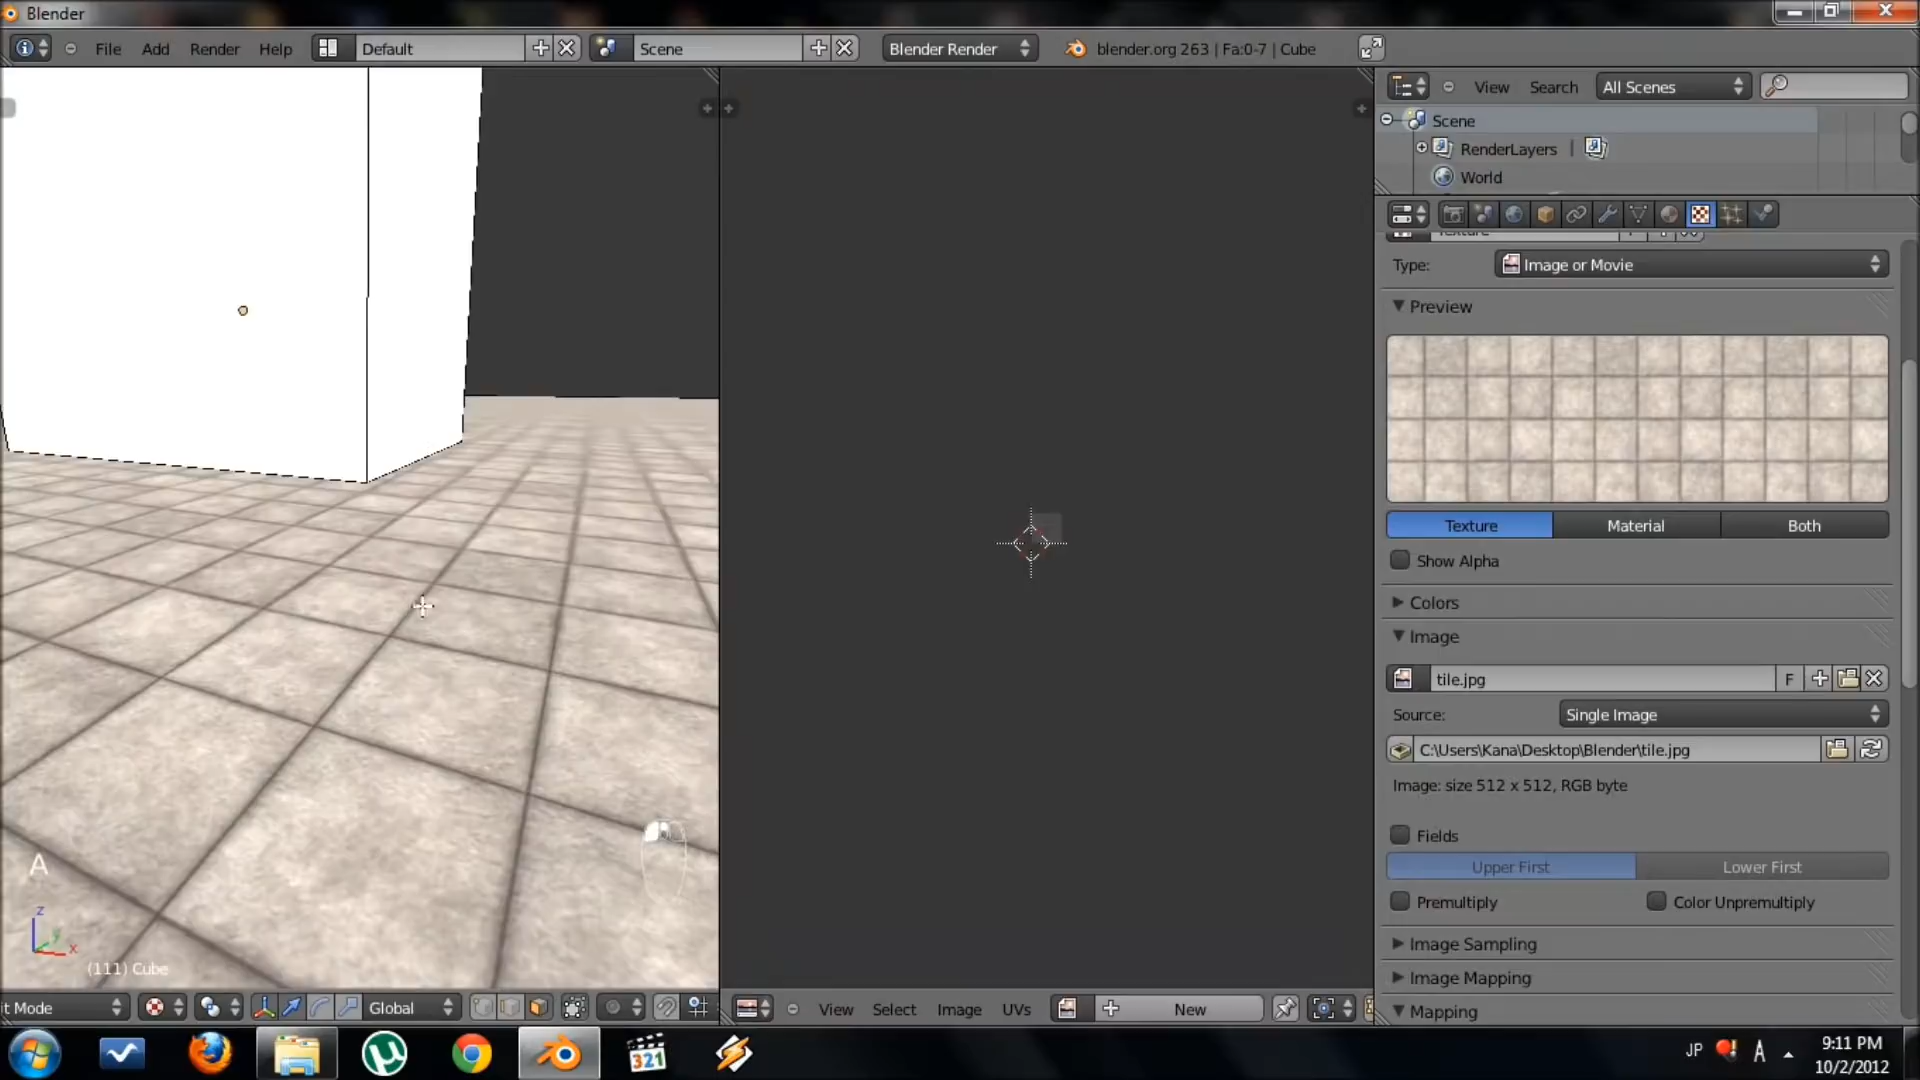 Blender
File Add Render Help Default Scene Blender Render blender.org 263 | Fa:0-7 | Cube
View Search All Scenes
Scene
RenderLayers
World
Texture
Type: Image or Movie
Preview
Texture Material Both
Show Alpha
Colors
Image
tile.jpg F
Source: Single Image
C:\Users\Kana\Desktop\Blender\tile.jpg
Image: size 512 x 512, RGB byte
Fields
Upper First Lower First
Premultiply Color Unpremultiply
Image Sampling
Image Mapping
Mapping
A
z
y
x
(111) Cube
it Mode Global
View Select Image UVs New
321
JP A 9:11 PM
10/2/2012